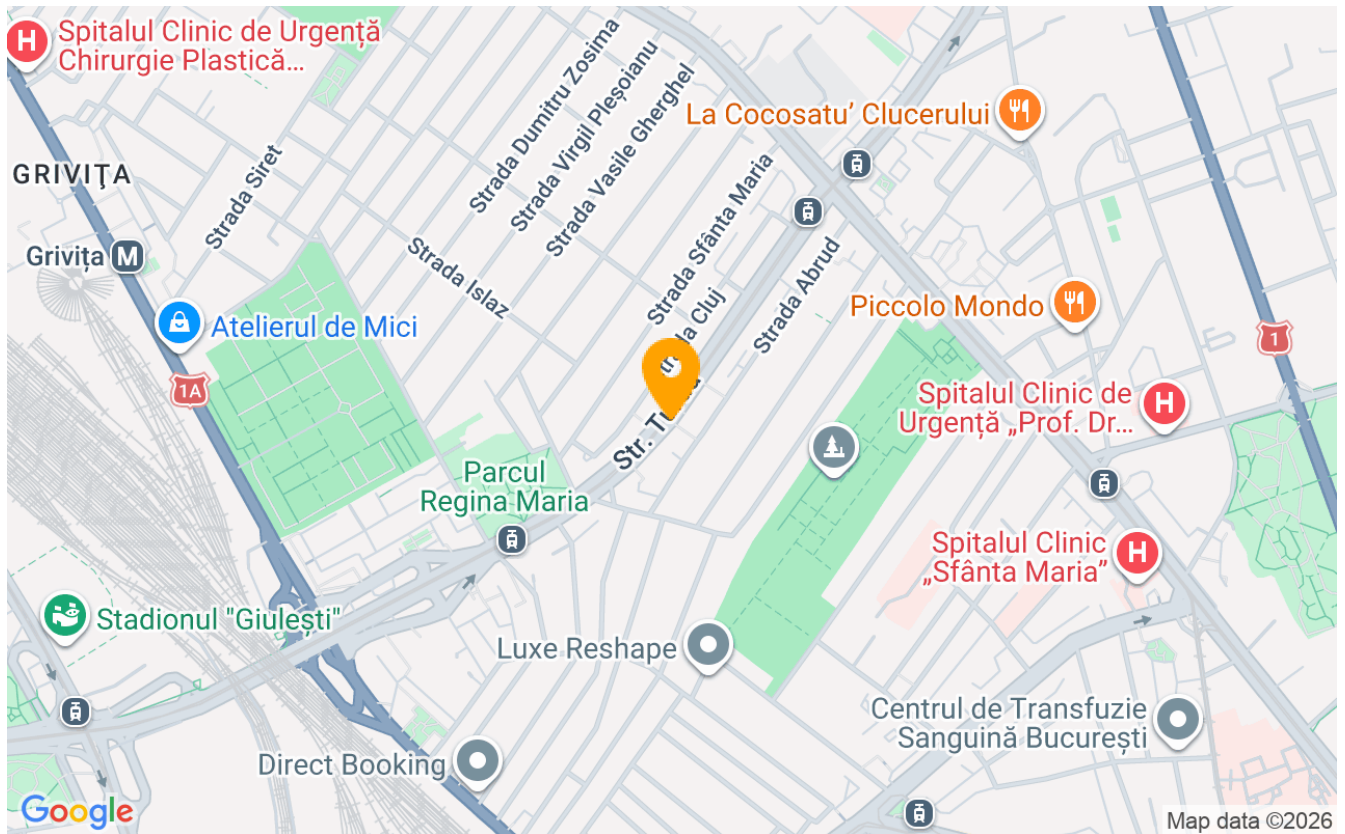 Spitalul Clinic de Urgență
Chirurgie Plastică...
H
Strada Dumitru Zosima
Strada Virgil Pleșoianu
Strada Vasile Gherghel
La Cocosatu’ Clucerului
GRIVIŢA
Strada Siret
Strada Sfânta Maria
Grivița M
Strada Islaz
Strada Abrud
Cluj
Piccolo Mondo
Atelierul de Mici
1
1A
Spitalul Clinic de
Urgență „Prof. Dr...
H
Str.
Parcul
Regina Maria
Spitalul Clinic
„Sfânta Maria”
H
Stadionul "Giulești"
Luxe Reshape
Centrul de Transfuzie
Sanguină București
Direct Booking
Google
Map data ©2026